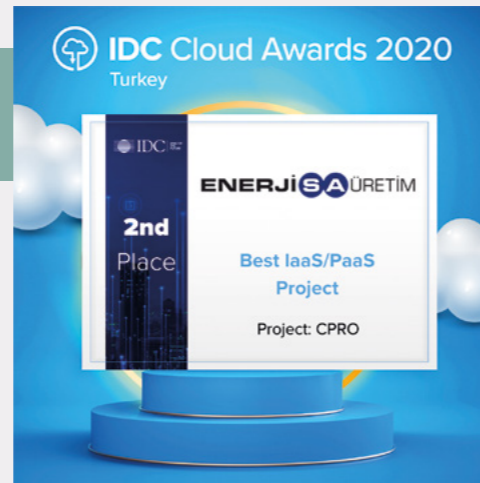 IDC Cloud Awards 2020
Turkey
IDC
2nd
Place
ENERJİSA ÜRETİM
Best IaaS/PaaS
Project
Project: CPRO